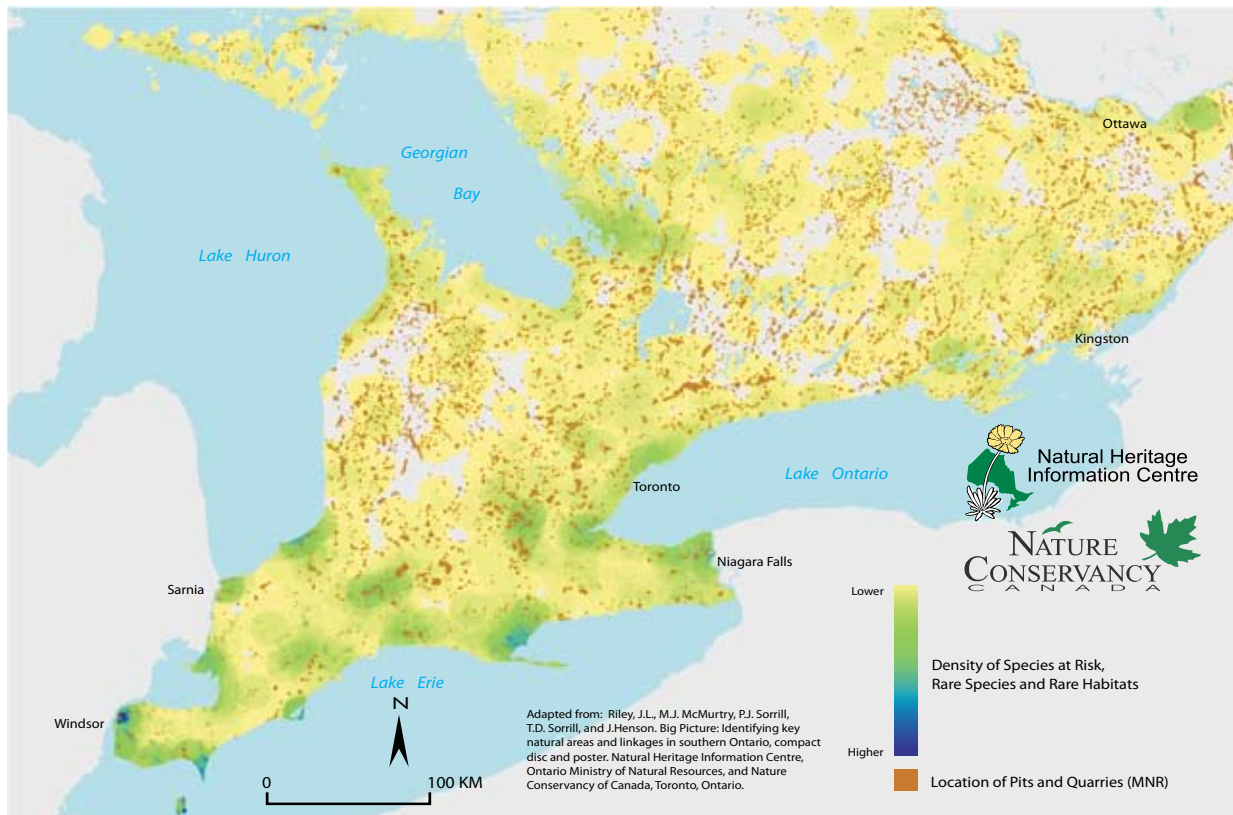 Georgian
Bay
Ottawa
Lake Huron
Kingston
Natural Heritage
Information Centre
Lake Ontario
Toronto
NATURE
CONSERVANCY
CANADA
Niagara Falls
Sarnia
Lower
Density of Species at Risk,
Rare Species and Rare Habitats
Higher
Location of Pits and Quarries (MNR)
Lake Erie
N
Windsor
Adapted from: Riley, J.L., M.J. McMurtry, P.J. Sorrill,
T.D. Sorrill, and J.Henson. Big Picture: Identifying key
natural areas and linkages in southern Ontario, compact
disc and poster. Natural Heritage Information Centre,
Ontario Ministry of Natural Resources, and Nature
Conservancy of Canada, Toronto, Ontario.
0 100 KM